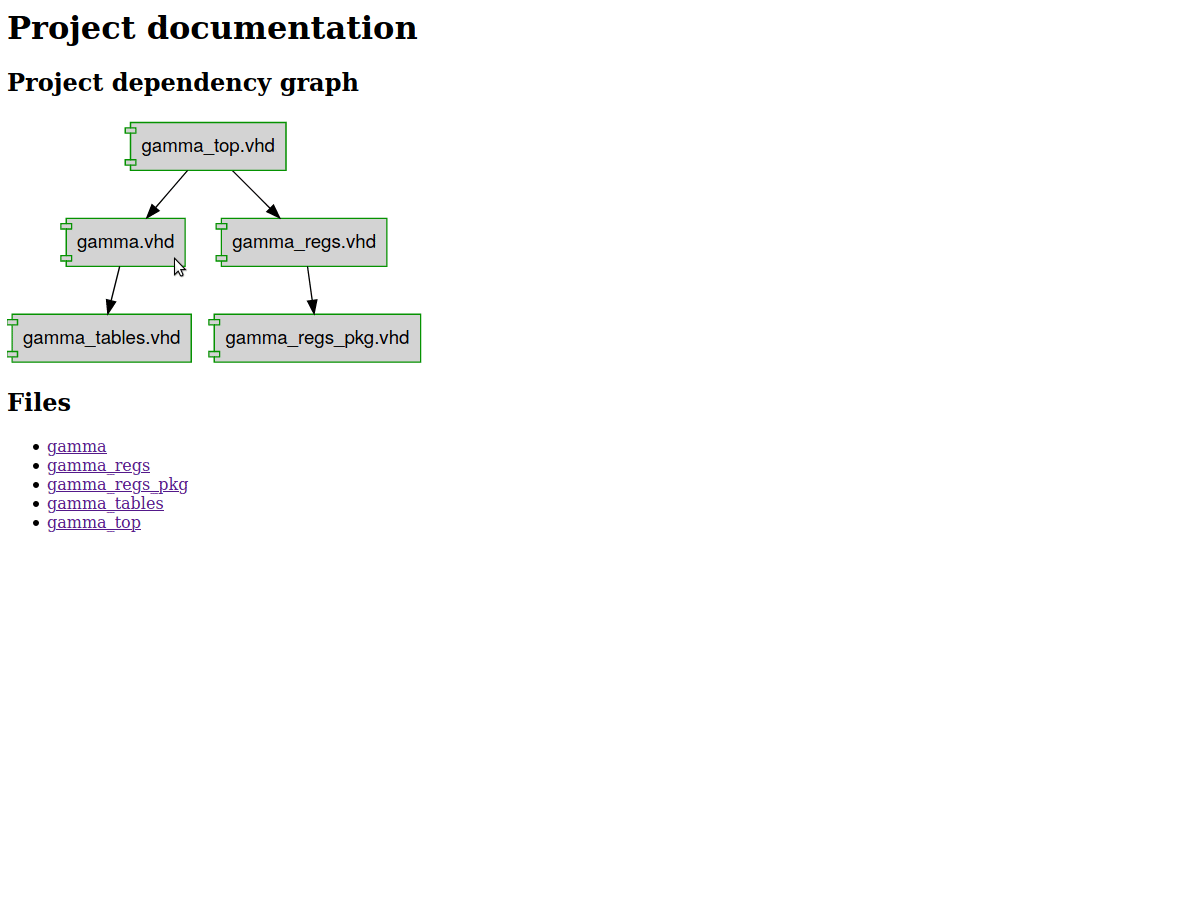 Project documentation
Project dependency graph
gamma_top.vhd
gamma.vhd
gamma_regs.vhd
gamma_tables.vhd
gamma_regs_pkg.vhd
Files
gamma
gamma_regs
gamma_regs_pkg
gamma_tables
gamma_top